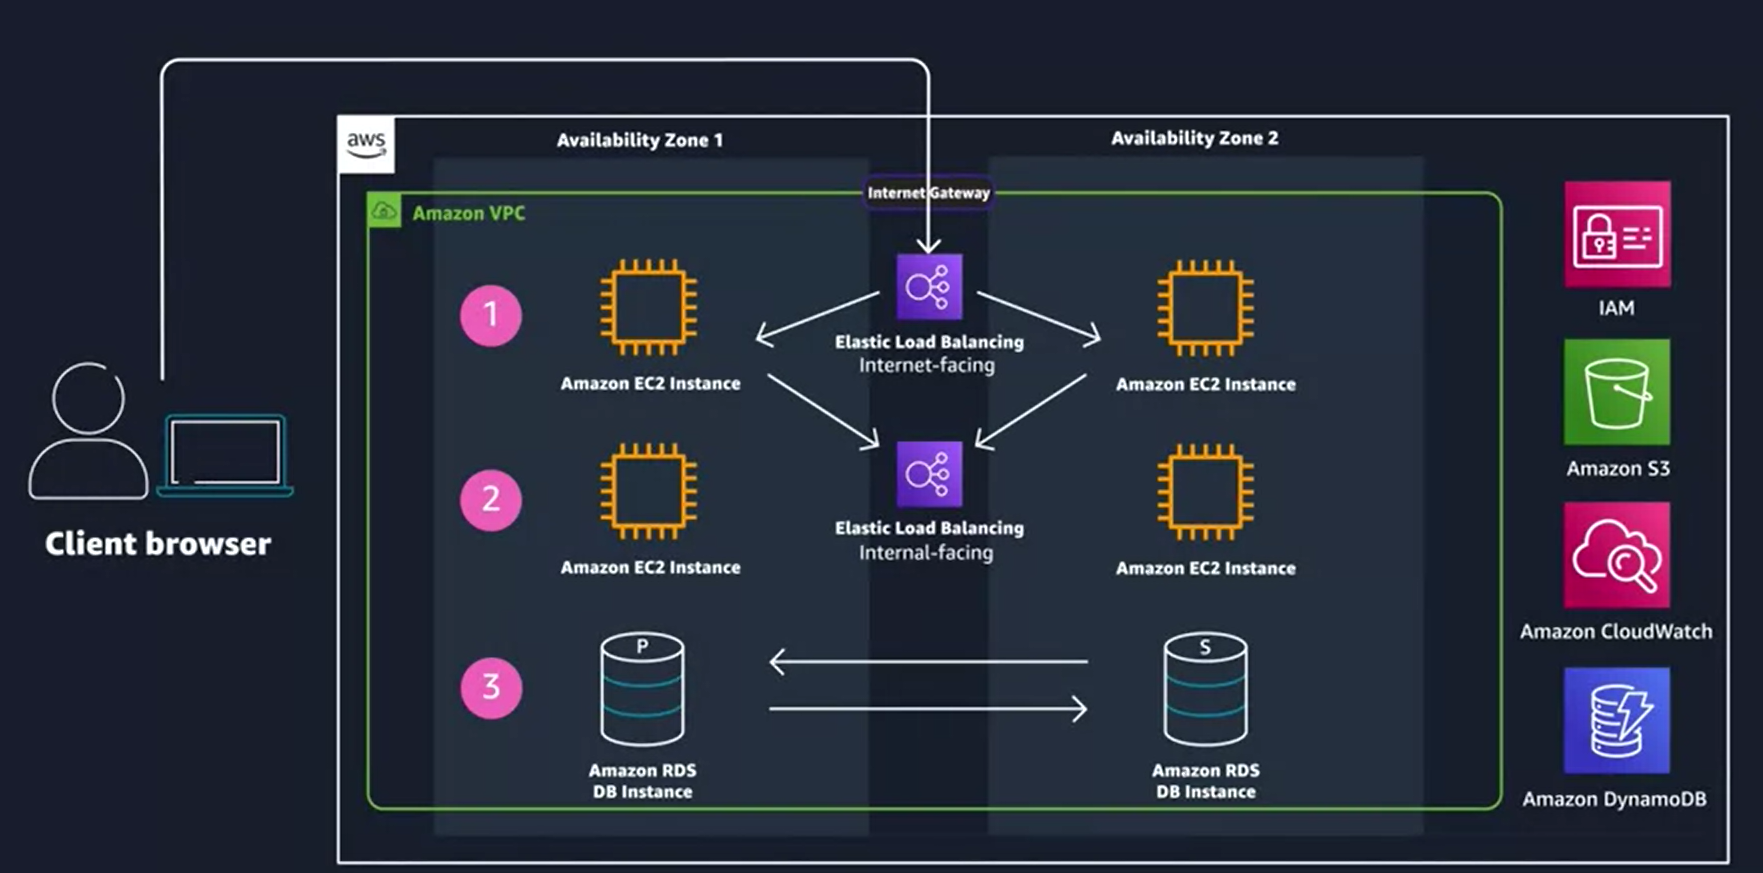 aws
Availability Zone 1
Availability Zone 2
Internet Gateway
Amazon VPC
1
Amazon EC2 Instance
Elastic Load Balancing
Internet-facing
Amazon EC2 Instance
2
Amazon EC2 Instance
Elastic Load Balancing
Internal-facing
Amazon EC2 Instance
3
P
Amazon RDS
DB Instance
S
Amazon RDS
DB Instance
Client browser
IAM
Amazon S3
Amazon CloudWatch
Amazon DynamoDB